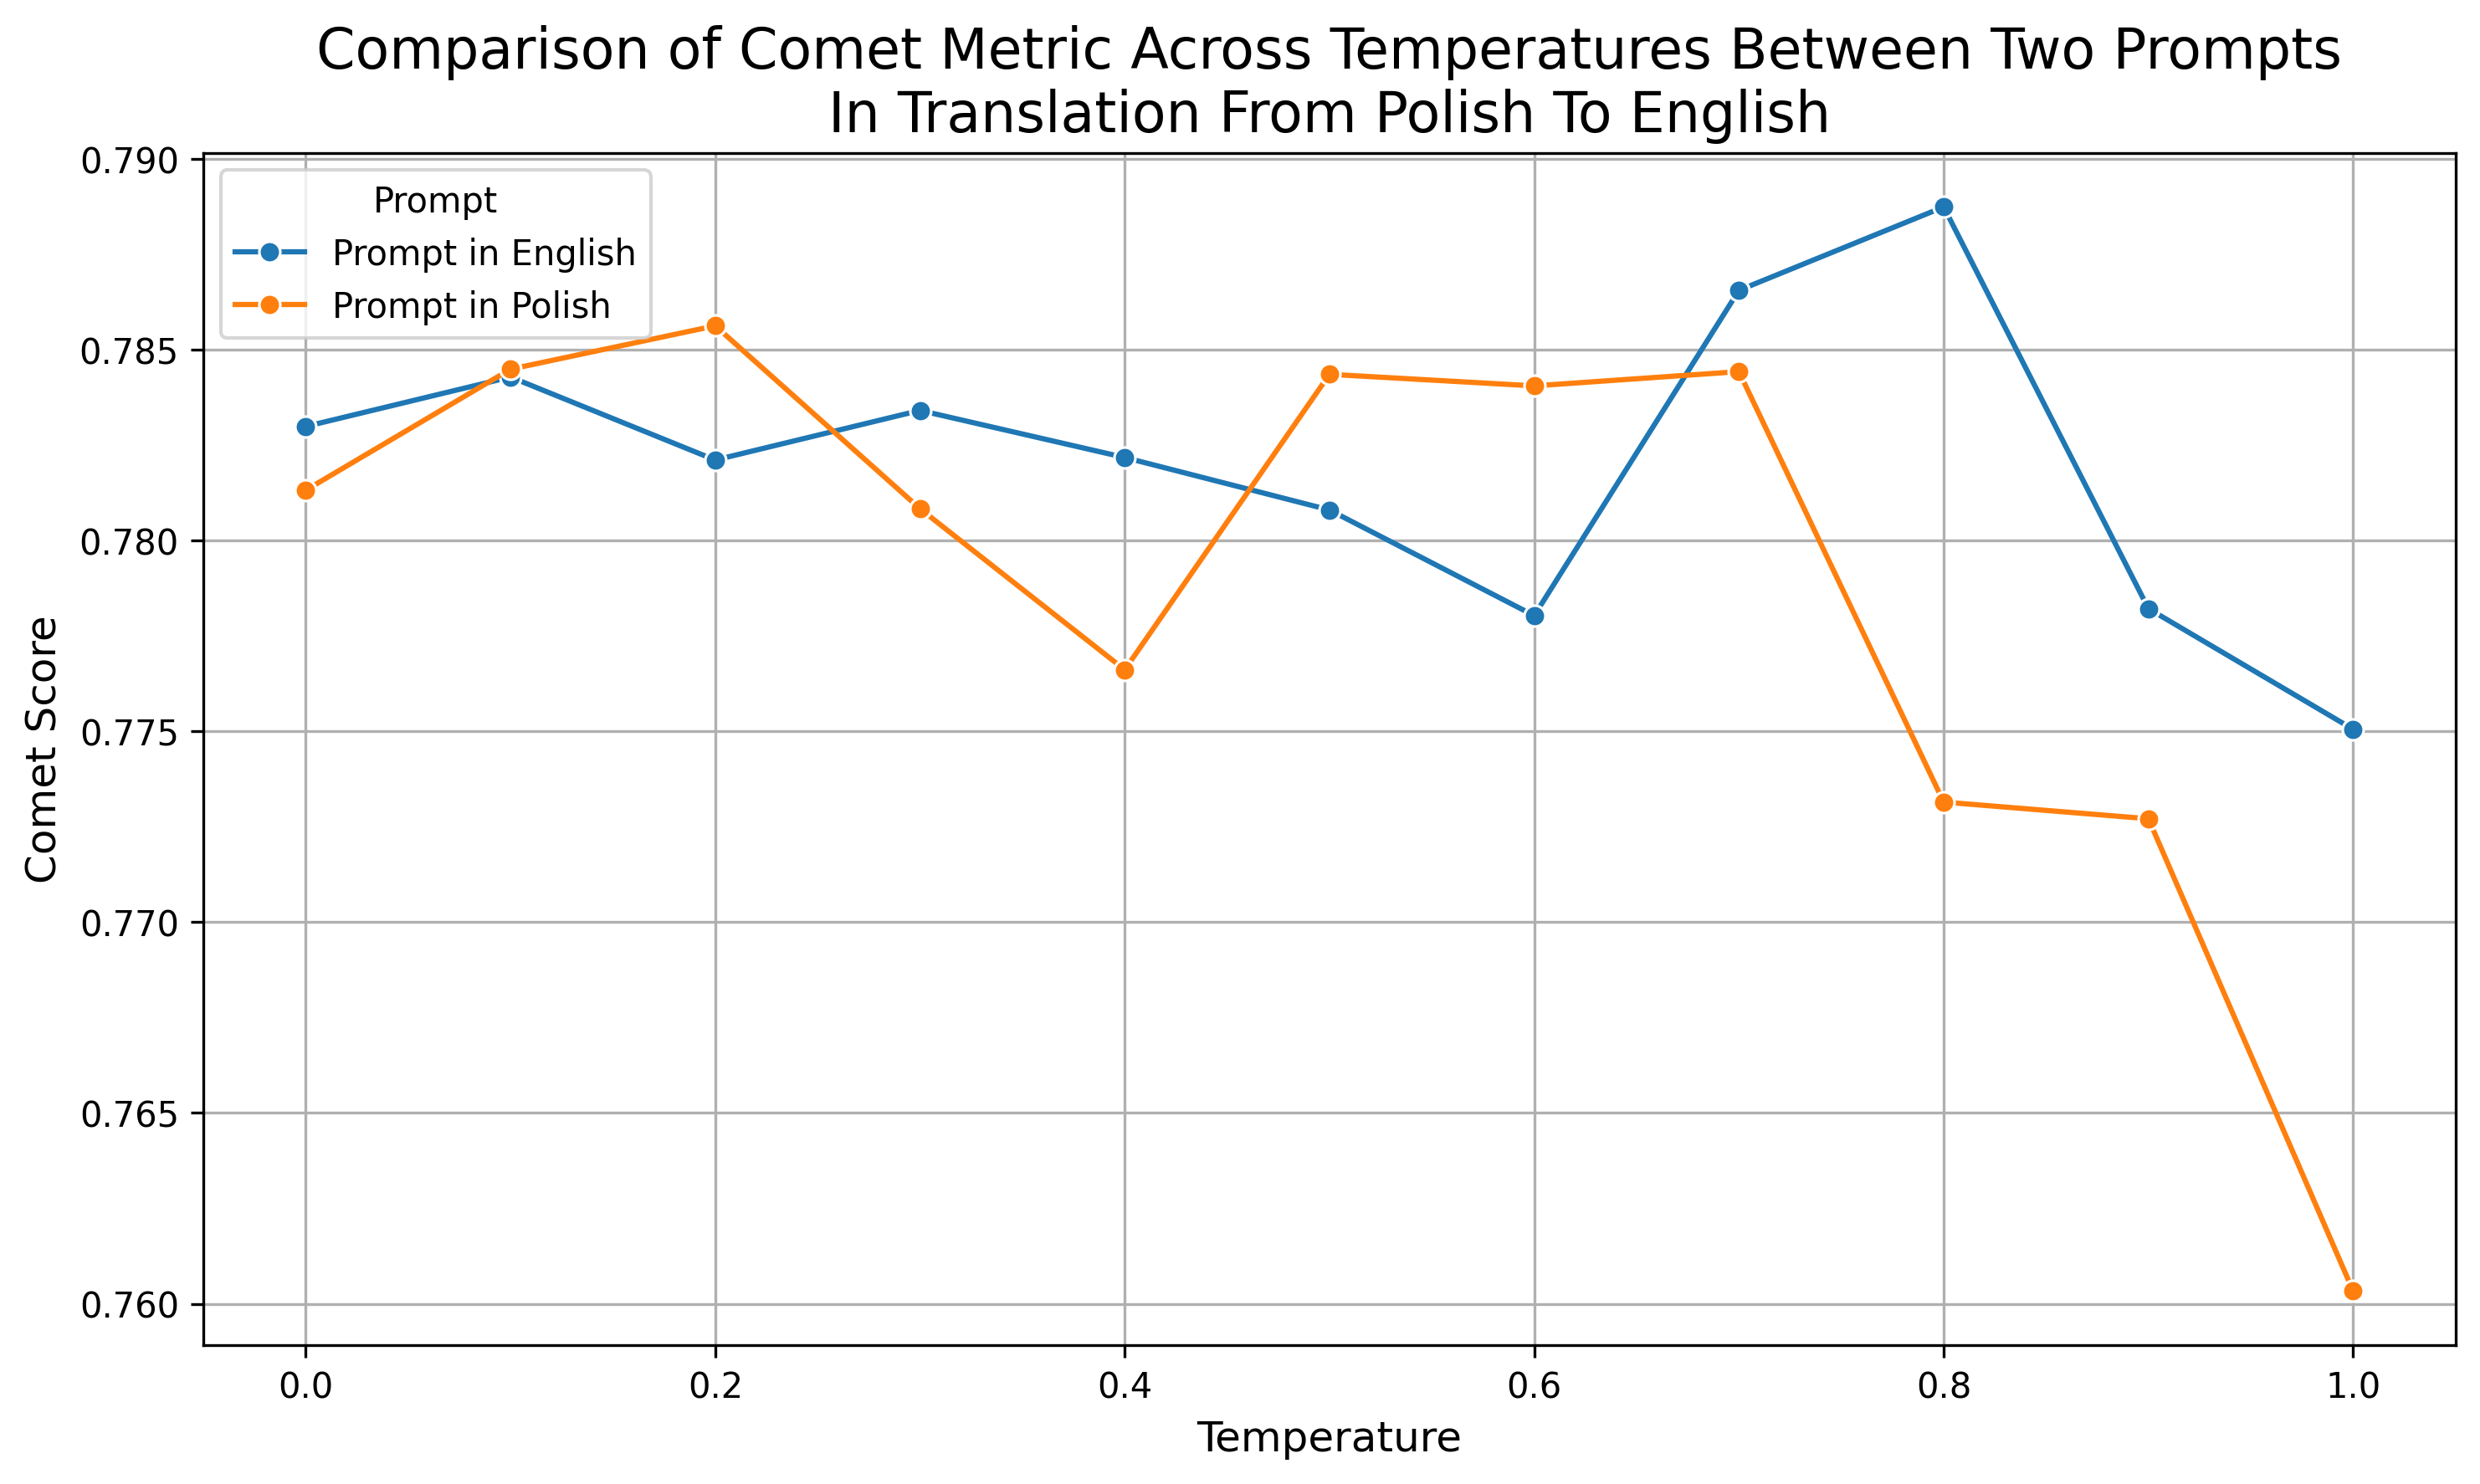 Comparison of Comet Metric Across Temperatures Between Two Prompts
In Translation From Polish To English
Prompt
Prompt in English
Prompt in Polish
Comet Score
0.790
0.785
0.780
0.775
0.770
0.765
0.760
0.0
0.2
0.4
0.6
0.8
1.0
Temperature